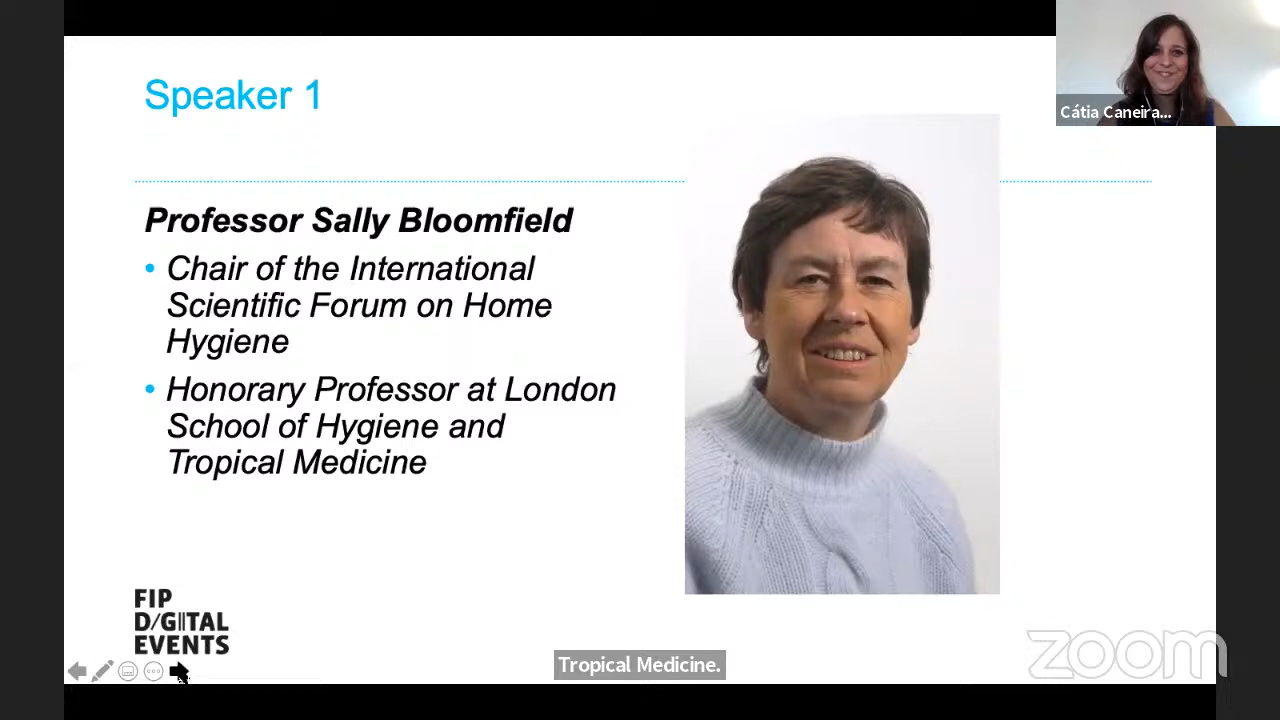 Speaker 1
Cátia Caneira...
Professor Sally Bloomfield
• Chair of the International
Scientific Forum on Home
Hygiene
• Honorary Professor at London
School of Hygiene and
Tropical Medicine
FIP
D/GITAL
EVENTS
Tropical Medicine.
zoom